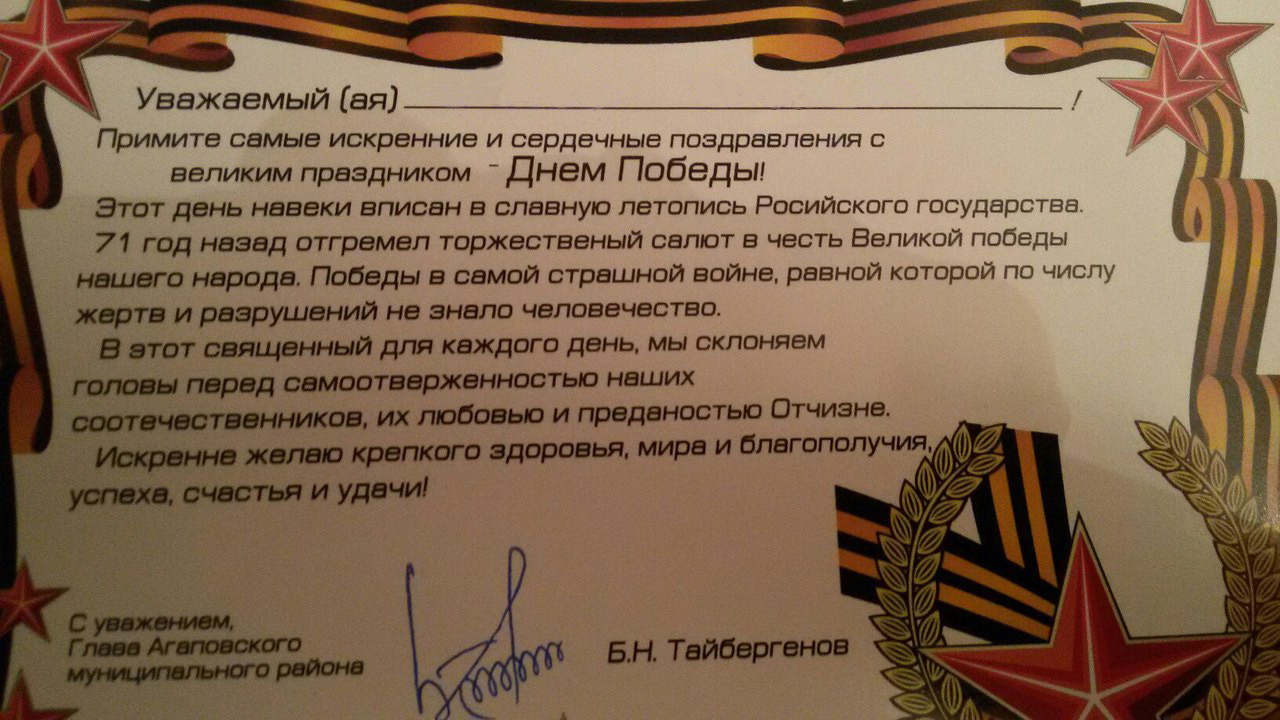 Уважаемый (ая)______________________________!
Примите самые искренние и сердечные поздравления с
великим праздником - Днем Победы!
Этот день навеки вписан в славную летопись Росийского государства.
71 год назад отгремел торжественый салют в честь Великой победы
нашего народа. Победы в самой страшной войне, равной которой по числу
жертв и разрушений не знало человечество.
В этот священный для каждого день, мы склоняем
головы перед самоотверженностью наших
соотечественников, их любовью и преданостью Отчизне.
Искренне желаю крепкого здоровья, мира и благополучия,
успеха, счастья и удачи!
С уважением,
Глава Агаповского
муниципального района
Б.Н. Тайбергенов